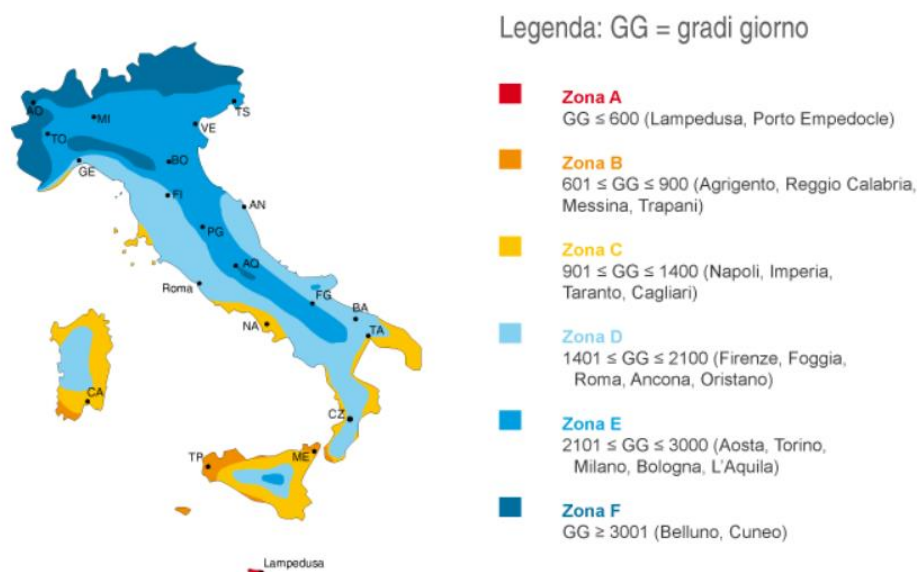 Legenda: GG = gradi giorno
Zona A
GG ≤ 600 (Lampedusa, Porto Empedocle)
Zona B
601 ≤ GG ≤ 900 (Agrigento, Reggio Calabria,
Messina, Trapani)
Zona C
901 ≤ GG ≤ 1400 (Napoli, Imperia,
Taranto, Cagliari)
Zona D
1401 ≤ GG ≤ 2100 (Firenze, Foggia,
Roma, Ancona, Oristano)
Zona E
2101 ≤ GG ≤ 3000 (Aosta, Torino,
Milano, Bologna, L'Aquila)
Zona F
GG ≥ 3001 (Belluno, Cuneo)
AO
MI
TS
VE
TO
BO
GE
FI
AN
PG
AQ
Roma
FG
BA
NA
TA
CA
CZ
TP
ME
Lampedusa